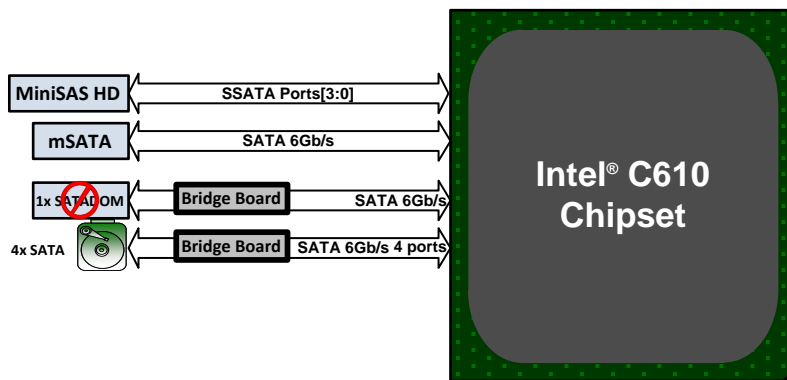 MiniSAS HD
SSATA Ports[3:0]
mSATA
SATA 6Gb/s
1x SATADOM
Bridge Board
SATA 6Gb/s
4x SATA
Bridge Board
SATA 6Gb/s 4 ports
Intel® C610
Chipset